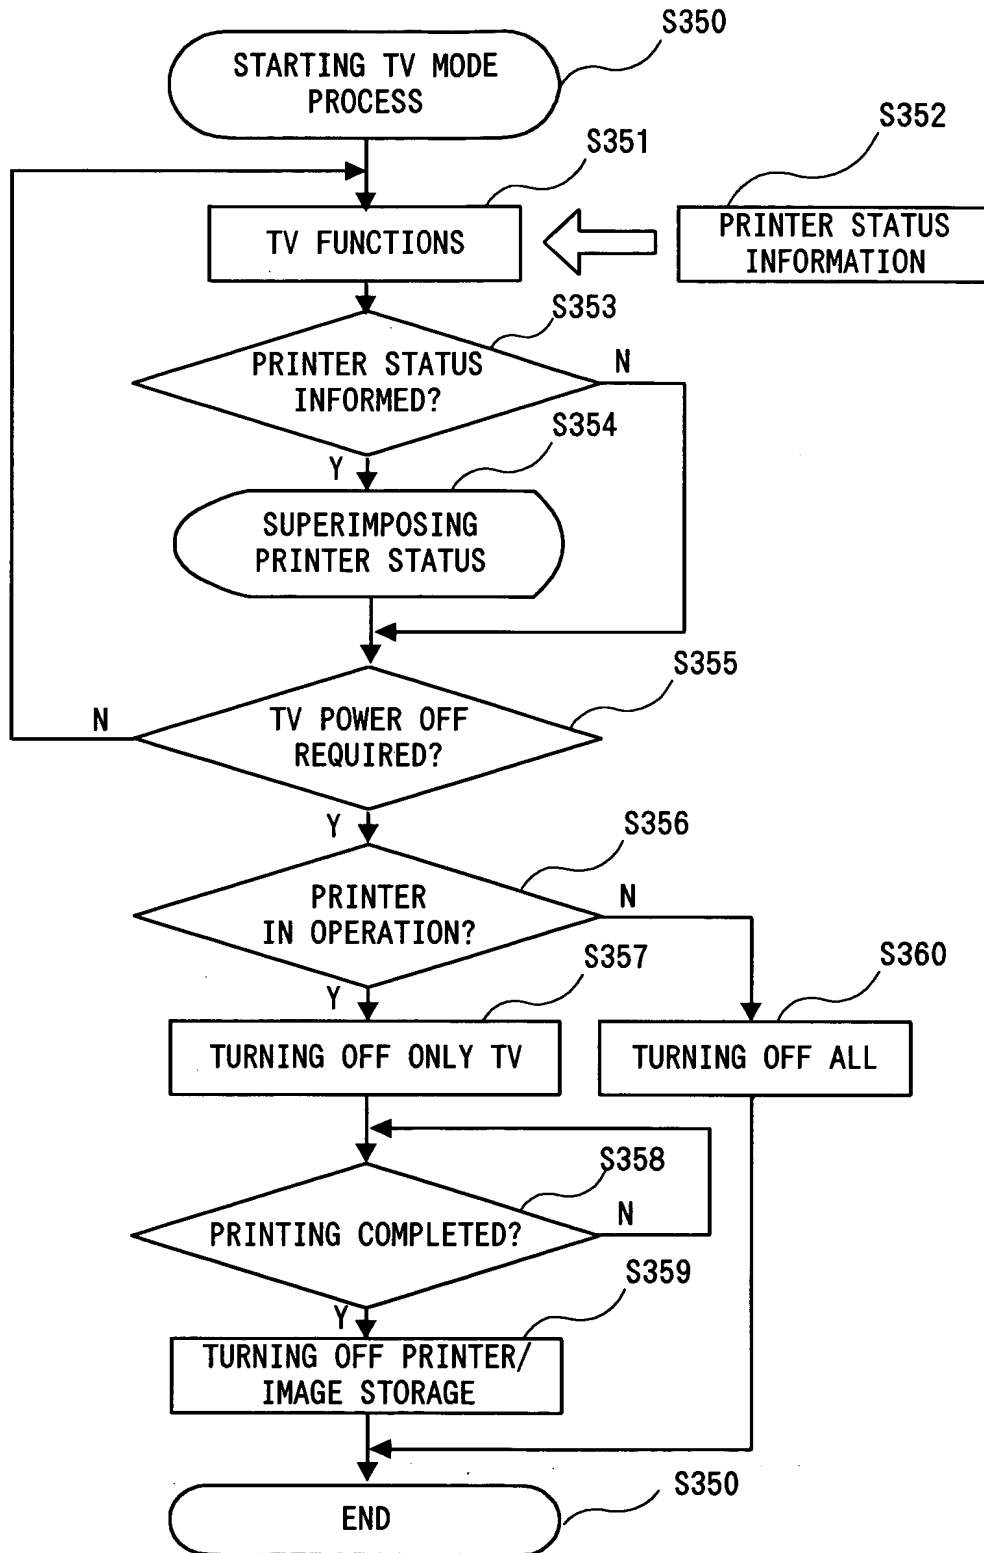 S350
STARTING TV MODE
PROCESS
S352
S351
TV FUNCTIONS
PRINTER STATUS
INFORMATION
S353
PRINTER STATUS
INFORMED?
N
S354
Y
SUPERIMPOSING
PRINTER STATUS
S355
TV POWER OFF
REQUIRED?
N
Y
S356
PRINTER
IN OPERATION?
N
S357
S360
Y
TURNING OFF ONLY TV
TURNING OFF ALL
S358
PRINTING COMPLETED?
N
S359
Y
TURNING OFF PRINTER/
IMAGE STORAGE
S350
END